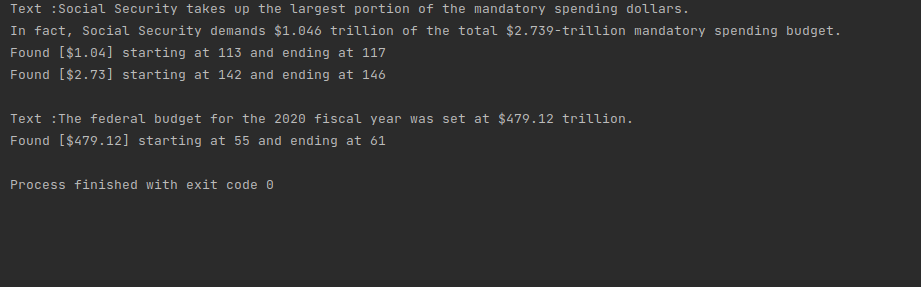 Text :Social Security takes up the largest portion of the mandatory spending dollars.
In fact, Social Security demands $1.046 trillion of the total $2.739-trillion mandatory spending budget.
Found [$1.04] starting at 113 and ending at 117
Found [$2.73] starting at 142 and ending at 146
Text :The federal budget for the 2020 fiscal year was set at $479.12 trillion.
Found [$479.12] starting at 55 and ending at 61
Process finished with exit code 0